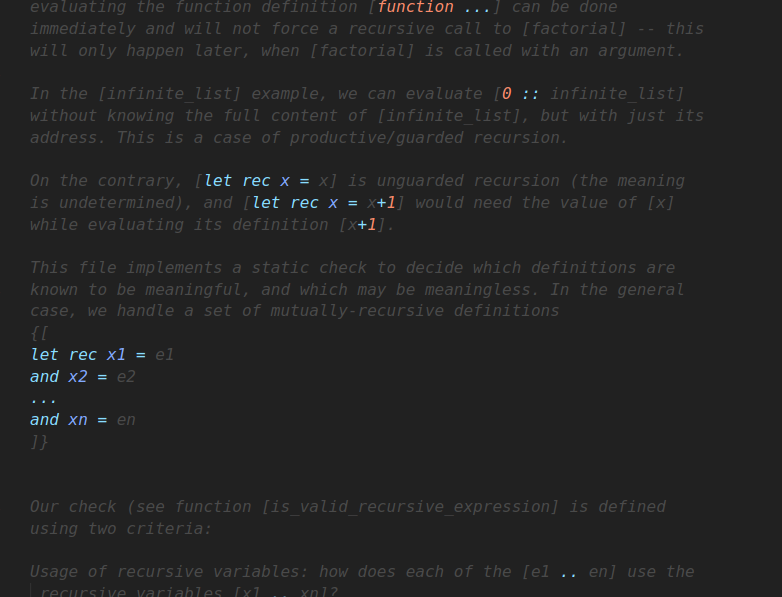 evaluating the function definition [function ...] can be done
immediately and will not force a recursive call to [factorial] -- this
will only happen later, when [factorial] is called with an argument.
In the [infinite_list] example, we can evaluate [0 :: infinite_list]
without knowing the full content of [infinite_list], but with just its
address. This is a case of productive/guarded recursion.
On the contrary, [let rec x = x] is unguarded recursion (the meaning
is undetermined), and [let rec x = x+1] would need the value of [x]
while evaluating its definition [x+1].
This file implements a static check to decide which definitions are
known to be meaningful, and which may be meaningless. In the general
case, we handle a set of mutually-recursive definitions
{[
let rec x1 = e1
and x2 = e2
...
and xn = en
]}
Our check (see function [is_valid_recursive_expression] is defined
using two criteria:
Usage of recursive variables: how does each of the [e1 .. en] use the
recursive variables [x1 .. xn]?